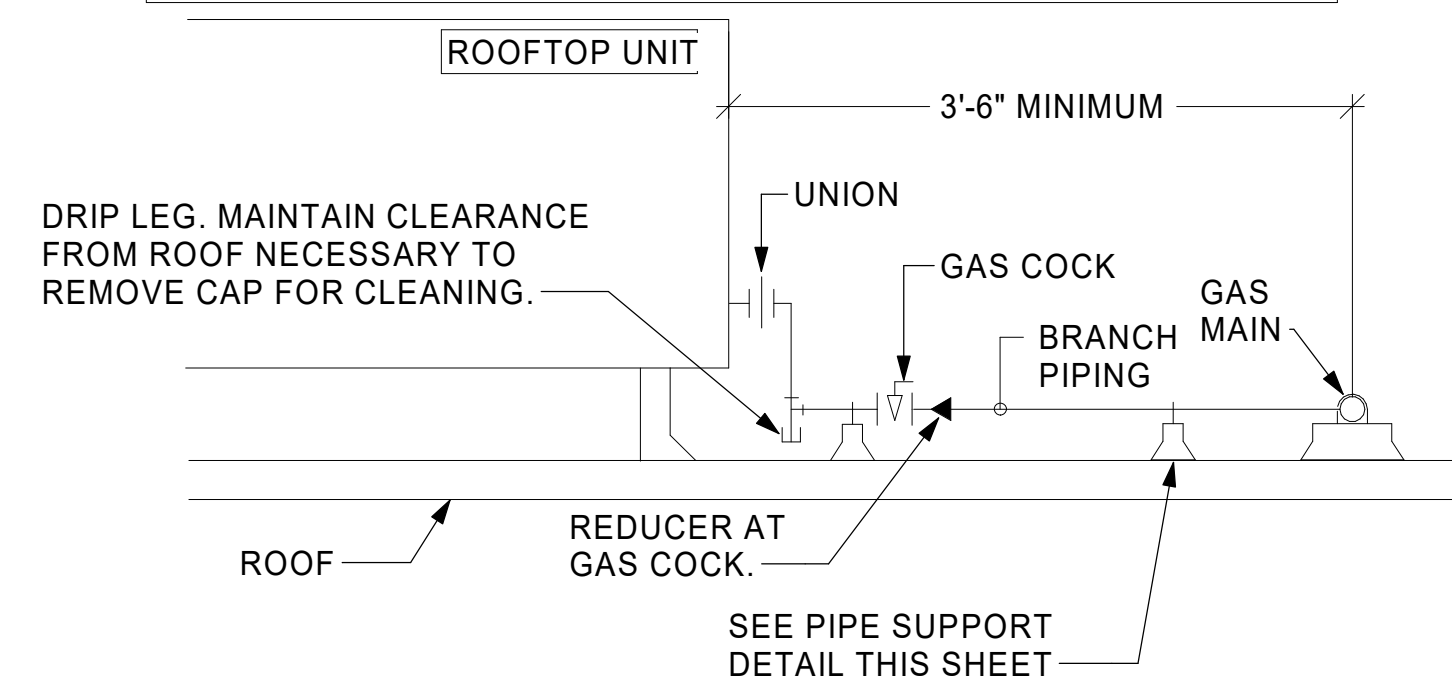 ROOFTOP UNIT
3'-6" MINIMUM
UNION
DRIP LEG. MAINTAIN CLEARANCE
FROM ROOF NECESSARY TO
REMOVE CAP FOR CLEANING.
GAS COCK
GAS
MAIN
BRANCH
PIPING
REDUCER AT
GAS COCK.
ROOF
SEE PIPE SUPPORT
DETAIL THIS SHEET